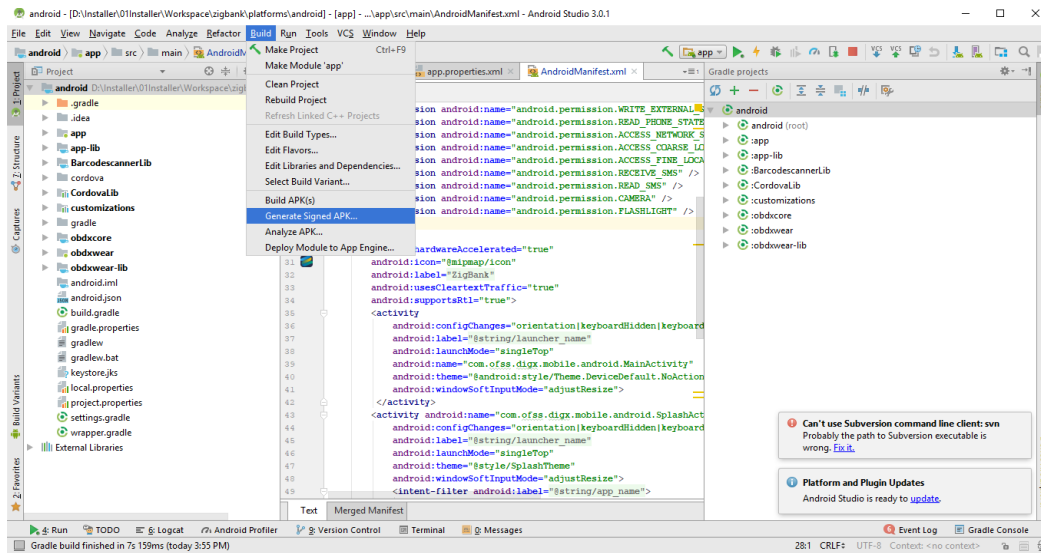 android - [D:\Installer\01Installer\Workspace\zigbank\platforms\android] - [app] - ...\app\src\main\AndroidManifest.xml - Android Studio 3.0.1
File Edit View Navigate Code Analyze Refactor Build Run Tools VCS Window Help
android app src main AndroidM
app
Make Project Ctrl+F9
Make Module 'app'
Clean Project
Rebuild Project
Refresh Linked C++ Projects
Edit Build Types...
Edit Flavors...
Edit Libraries and Dependencies...
Select Build Variant...
Build APK(s)
Generate Signed APK...
Analyze APK...
Deploy Module to App Engine...
1: Project
7: Structure
Captures
Build Variants
2: Favorites
Project
android D:\Installer\01Installer\Workspace\zigb
.gradle
.idea
app
app-lib
BarcodescannerLib
cordova
CordovaLib
customizations
gradle
obdxcore
obdxwear
obdxwear-lib
android.iml
android.json
build.gradle
gradle.properties
gradlew
gradlew.bat
keystore.jks
local.properties
project.properties
settings.gradle
wrapper.gradle
External Libraries
app.properties.xml AndroidManifest.xml
sion android:name="android.permission.WRITE_EXTERNAL_S
sion android:name="android.permission.READ_PHONE_STATE
sion android:name="android.permission.ACCESS_NETWORK_S
sion android:name="android.permission.ACCESS_COARSE_LO
sion android:name="android.permission.ACCESS_FINE_LOCA
sion android:name="android.permission.RECEIVE_SMS" />
sion android:name="android.permission.READ_SMS" />
sion android:name="android.permission.CAMERA" />
sion android:name="android.permission.FLASHLIGHT" />
hardwareAccelerated="true"
31 android:icon="@mipmap/icon"
32 android:label="ZigBank"
33 android:usesCleartextTraffic="true"
34 android:supportsRtl="true">
35 <activity
36 android:configChanges="orientation|keyboardHidden|keyboard
37 android:label="@string/launcher_name"
38 android:launchMode="singleTop"
39 android:name="com.ofss.digx.mobile.android.MainActivity"
40 android:theme="@android:style/Theme.DeviceDefault.NoAction
41 android:windowSoftInputMode="adjustResize">
42 </activity>
43 <activity android:name="com.ofss.digx.mobile.android.SplashAct
44 android:configChanges="orientation|keyboardHidden|keyboard
45 android:label="@string/launcher_name"
46 android:launchMode="singleTop"
47 android:theme="@style/SplashTheme"
48 android:windowSoftInputMode="adjustResize">
49 <intent-filter android:label="@string/app_name">
Text Merged Manifest
Gradle projects
android
android (root)
:app
:app-lib
:BarcodescannerLib
:CordovaLib
:customizations
:obdxcore
:obdxwear
:obdxwear-lib
Can't use Subversion command line client: svn
Probably the path to Subversion executable is
wrong. Fix it.
Platform and Plugin Updates
Android Studio is ready to update.
4: Run TODO 6: Logcat Android Profiler 9: Version Control Terminal 0: Messages Event Log Gradle Console
Gradle build finished in 7s 159ms (today 3:55 PM) 28:1 CRLF UTF-8 Context: <no context>